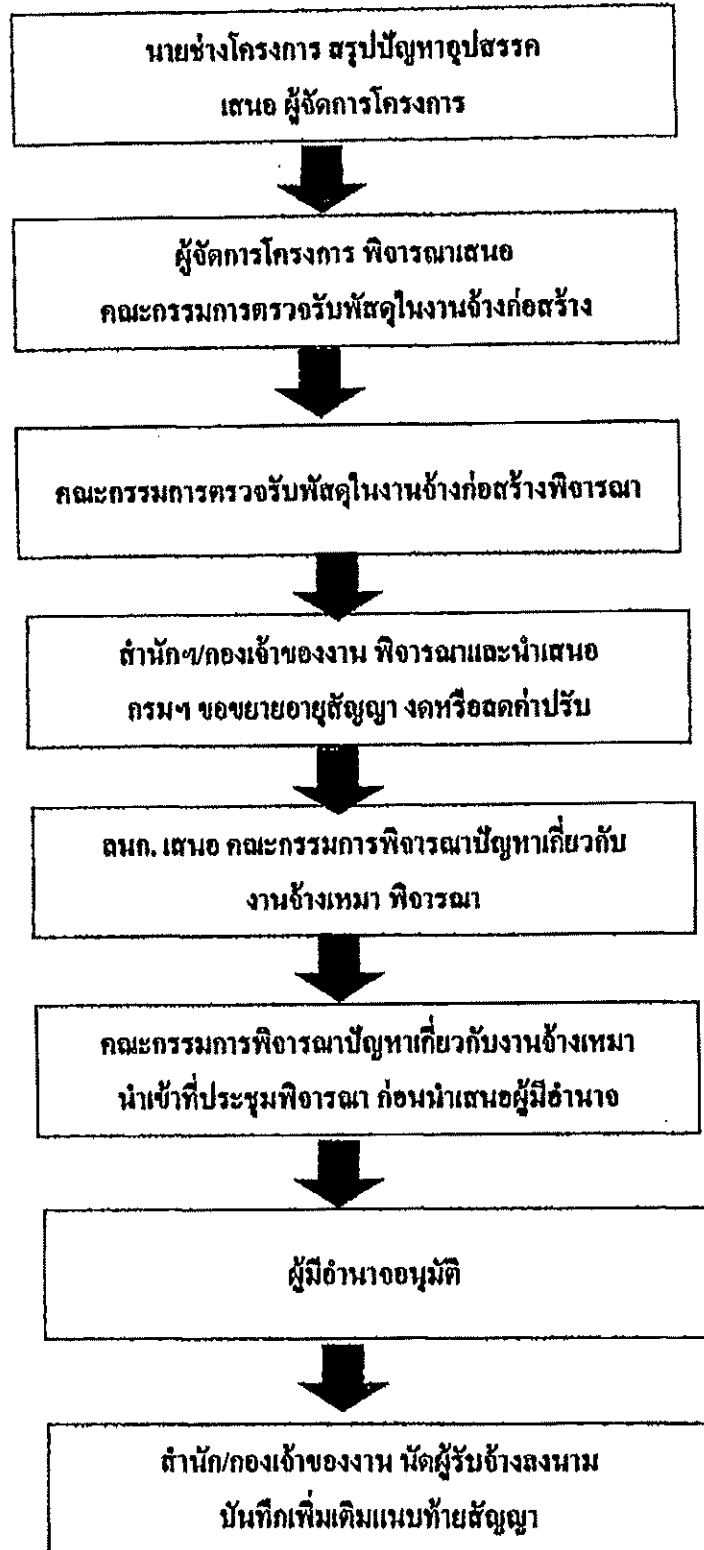 นายช่างโครงการ สรุปปัญหาอุปสรรค
เสนอ ผู้จัดการโครงการ
ผู้จัดการโครงการ พิจารณาเสนอ
คณะกรรมการตรวจรับพัสดุในงานจ้างก่อสร้าง
คณะกรรมการตรวจรับพัสดุในงานจ้างก่อสร้างพิจารณา
สำนักฯ/กองเจ้าของงาน พิจารณาและนำเสนอ
กรมฯ ขอขยายอายุสัญญา งดหรือลดค่าปรับ
ลนก. เสนอ คณะกรรมการพิจารณาปัญหาเกี่ยวกับ
งานจ้างเหมา พิจารณา
คณะกรรมการพิจารณาปัญหาเกี่ยวกับงานจ้างเหมา
นำเข้าที่ประชุมพิจารณา ก่อนนำเสนอผู้มีอำนาจ
ผู้มีอำนาจอนุมัติ
สำนัก/กองเจ้าของงาน นัดผู้รับจ้างลงนาม
บันทึกเพิ่มเติมแนบท้ายสัญญา